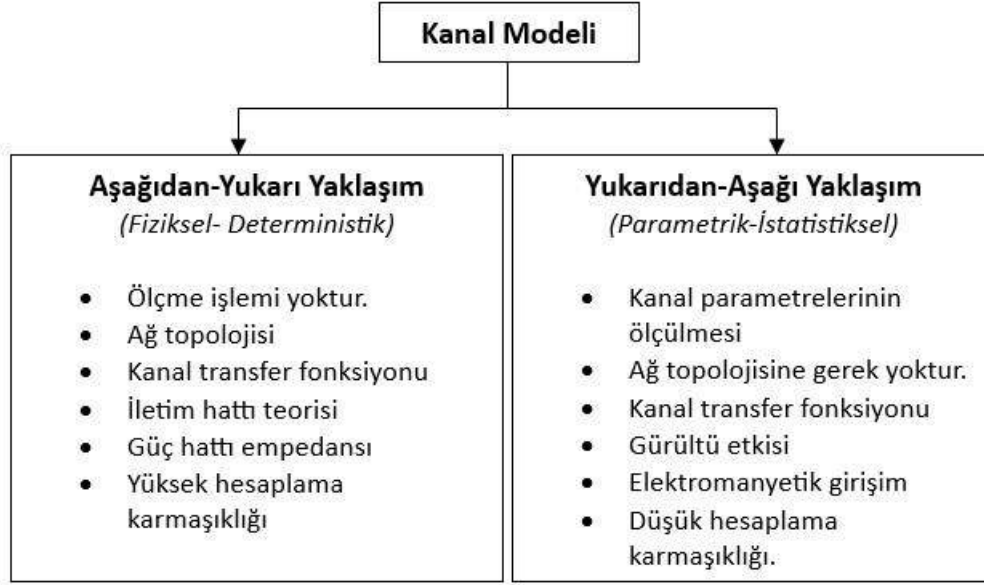 Kanal Modeli
Aşağıdan-Yukarı Yaklaşım
(Fiziksel- Deterministik)
• Ölçme işlemi yoktur.
• Ağ topolojisi
• Kanal transfer fonksiyonu
• İletim hattı teorisi
• Güç hattı empedansı
• Yüksek hesaplama
karmaşıklığı
Yukarıdan-Aşağı Yaklaşım
(Parametrik-İstatistiksel)
• Kanal parametrelerinin
ölçülmesi
• Ağ topolojisine gerek yoktur.
• Kanal transfer fonksiyonu
• Gürültü etkisi
• Elektromanyetik girişim
• Düşük hesaplama
karmaşıklığı.